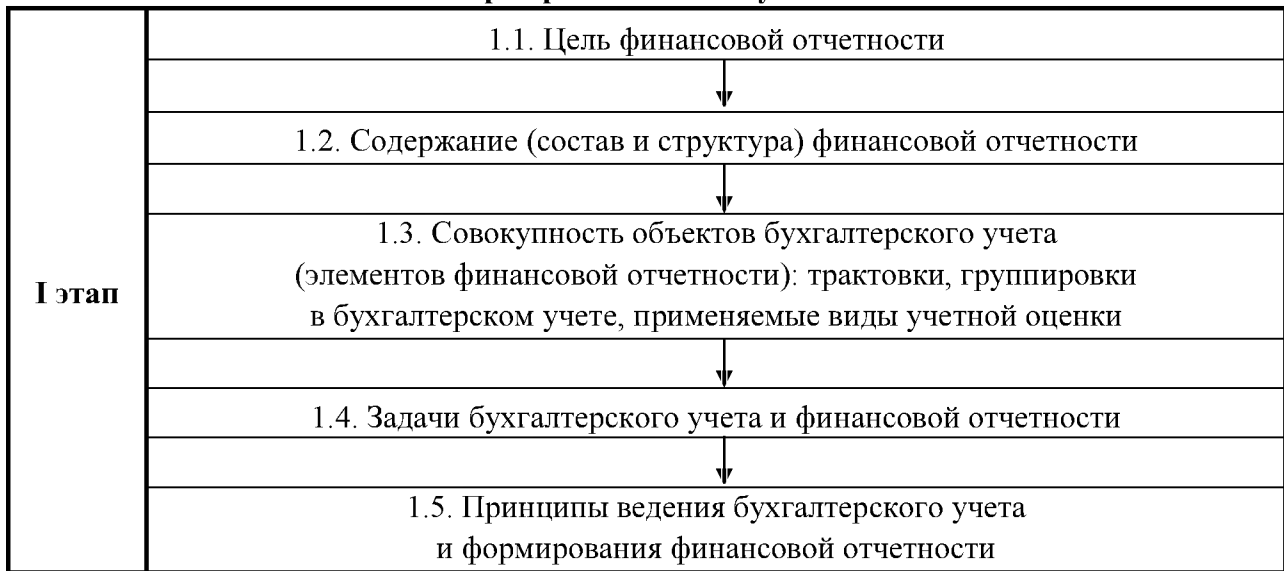 1.1. Цель финансовой отчетности
1.2. Содержание (состав и структура) финансовой отчетности
1.3. Совокупность объектов бухгалтерского учета
(элементов финансовой отчетности): трактовки, группировки
в бухгалтерском учете, применяемые виды учетной оценки
I этап
1.4. Задачи бухгалтерского учета и финансовой отчетности
1.5. Принципы ведения бухгалтерского учета
и формирования финансовой отчетности